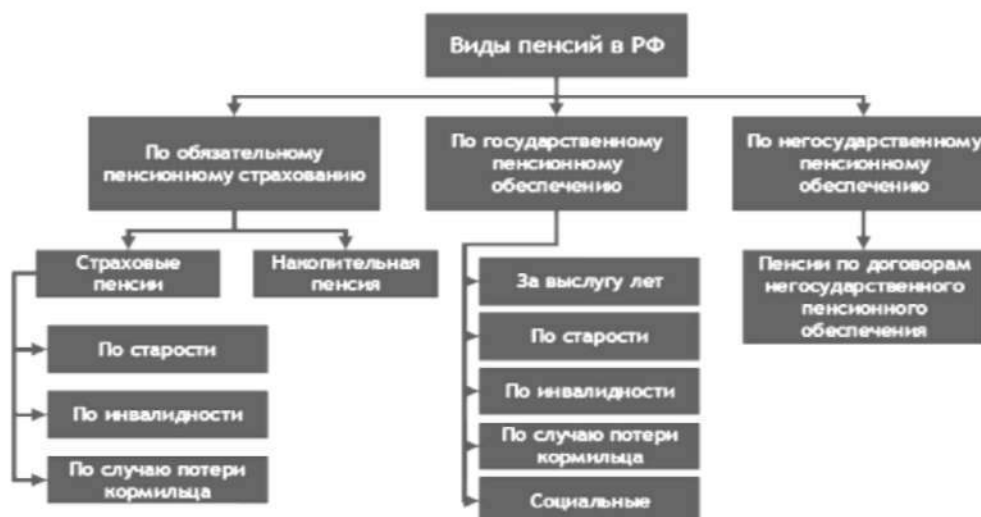 Виды пенсий в РФ
По обязательному
пенсионному страхованию
По государственному
пенсионному
обеспечению
По негосударственному
пенсионному
обеспечению
Страховые
пенсии
Накопительная
пенсия
По старости
По инвалидности
По случаю потери
кормильца
За выслугу лет
По старости
По инвалидности
По случаю потери
кормильца
Социальные
Пенсии по договорам
негосударственного
пенсионного
обеспечения